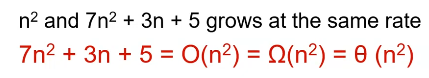 n² and 7n² + 3n + 5 grows at the same rate
7n² + 3n + 5 = O(n²) = Ω(n²) = θ (n²)